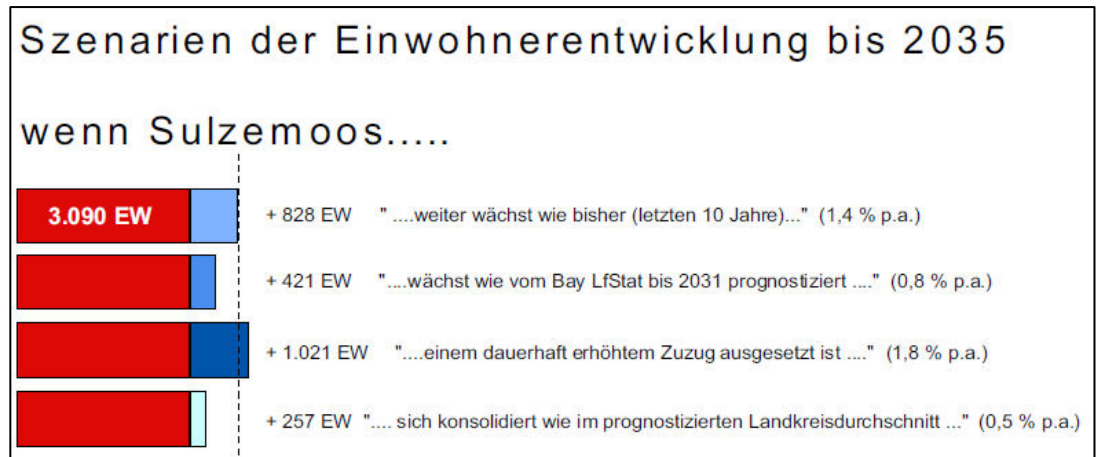 Szenarien der Einwohnerentwicklung bis 2035
wenn Sulzemoos.....
3.090 EW + 828 EW " ....weiter wächst wie bisher (letzten 10 Jahre)..." (1,4 % p.a.)
+ 421 EW "....wächst wie vom Bay LfStat bis 2031 prognostiziert ...." (0,8 % p.a.)
+ 1.021 EW "....einem dauerhaft erhöhtem Zuzug ausgesetzt ist ...." (1,8 % p.a.)
+ 257 EW ".... sich konsolidiert wie im prognostizierten Landkreisdurchschnitt ..." (0,5 % p.a.)